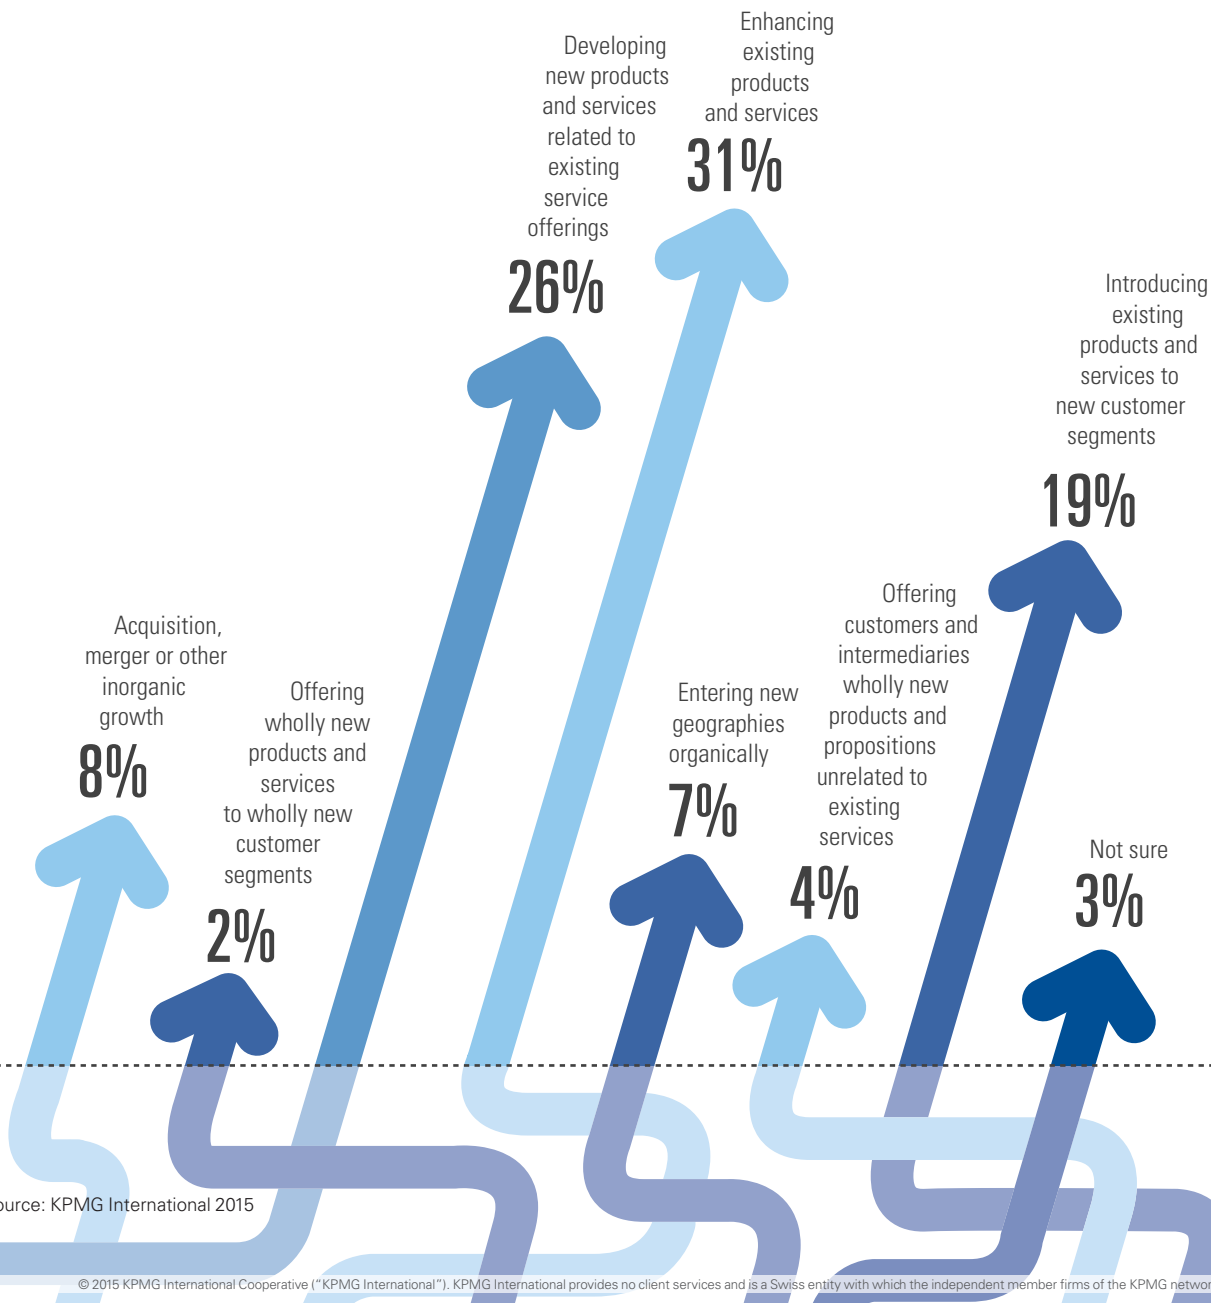 Developing
new products
and services
related to
existing
service
offerings
26%
Enhancing
existing
products
and services
31%
Introducing
existing
products and
services to
new customer
segments
19%
Acquisition,
merger or other
inorganic
growth
8%
Offering
wholly new
products and
services
to wholly new
customer
segments
2%
Entering new
geographies
organically
7%
Offering
customers and
intermediaries
wholly new
products and
propositions
unrelated to
existing
services
4%
Not sure
3%
ource: KPMG International 2015
© 2015 KPMG International Cooperative (“KPMG International”). KPMG International provides no client services and is a Swiss entity with which the independent member firms of the KPMG networ